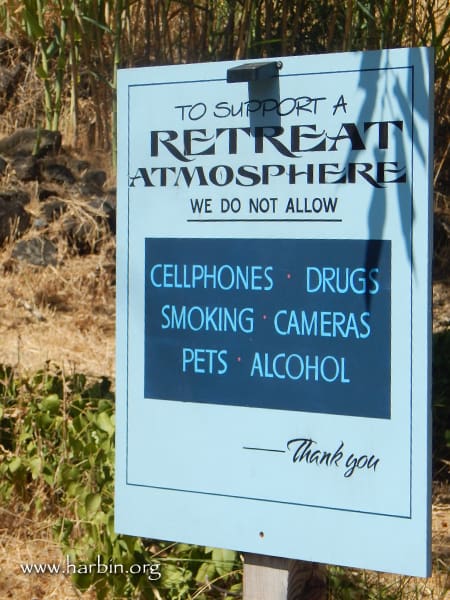 TO SUPPORT A
RETREAT
ATMOSPHERE
WE DO NOT ALLOW
CELLPHONES · DRUGS
SMOKING · CAMERAS
PETS · ALCOHOL
—Thank you
www.harbin.org